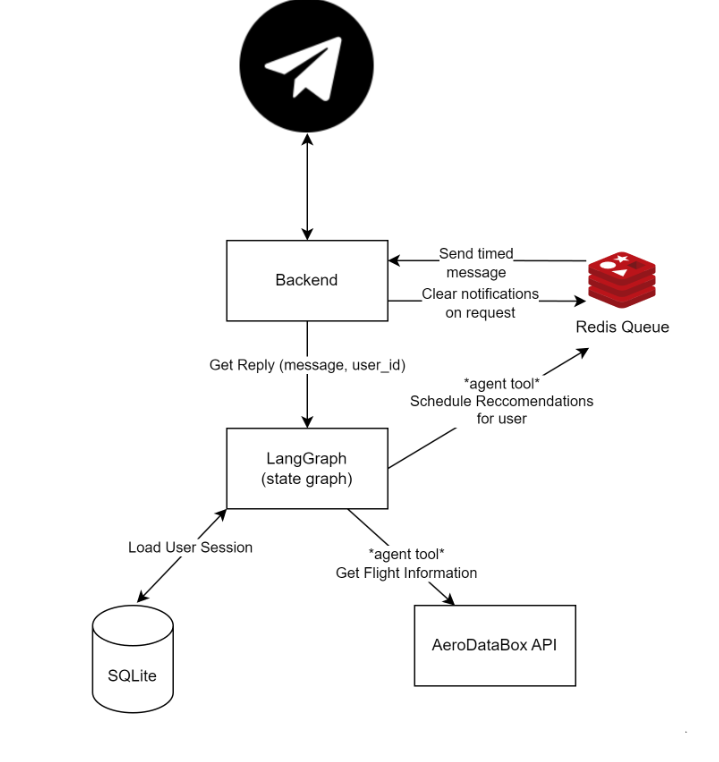 Backend
Send timed
message
Clear notifications
on request
Redis Queue
Get Reply (message, user_id)
*agent tool*
Schedule Reccomendations
for user
LangGraph
(state graph)
Load User Session
*agent tool*
Get Flight Information
SQLite
AeroDataBox API